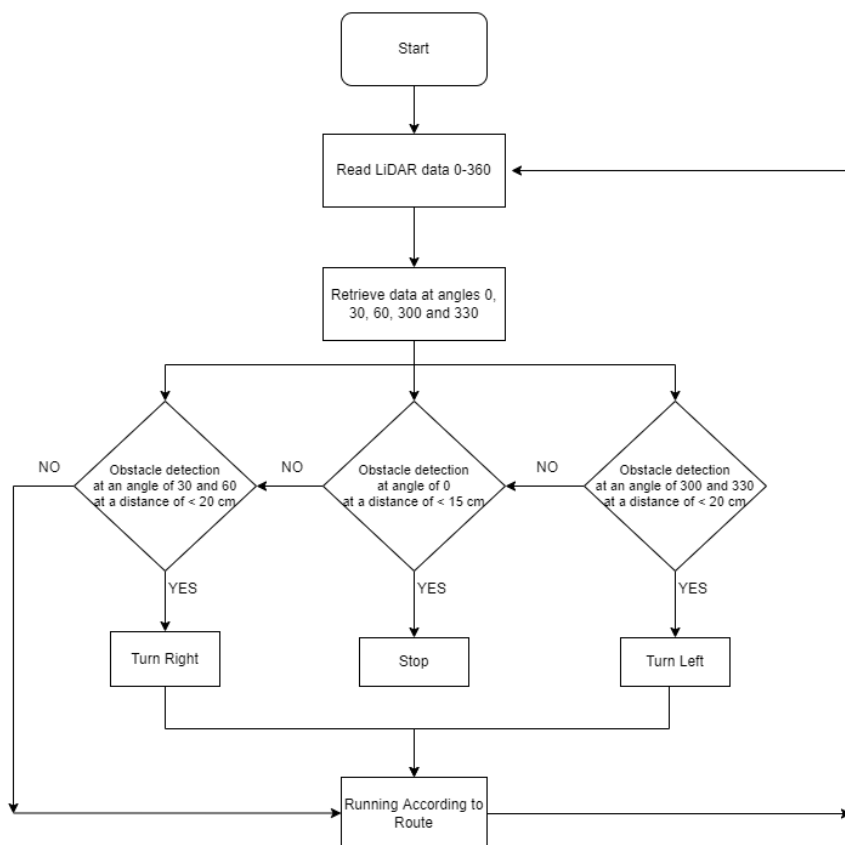 Start
Read LiDAR data 0-360
Retrieve data at angles 0,
30, 60, 300 and 330
NO
Obstacle detection
at an angle of 30 and 60
at a distance of < 20 cm
NO
Obstacle detection
at angle of 0
at a distance of < 15 cm
NO
Obstacle detection
at an angle of 300 and 330
at a distance of < 20 cm
YES
YES
YES
Turn Right
Stop
Turn Left
Running According to
Route